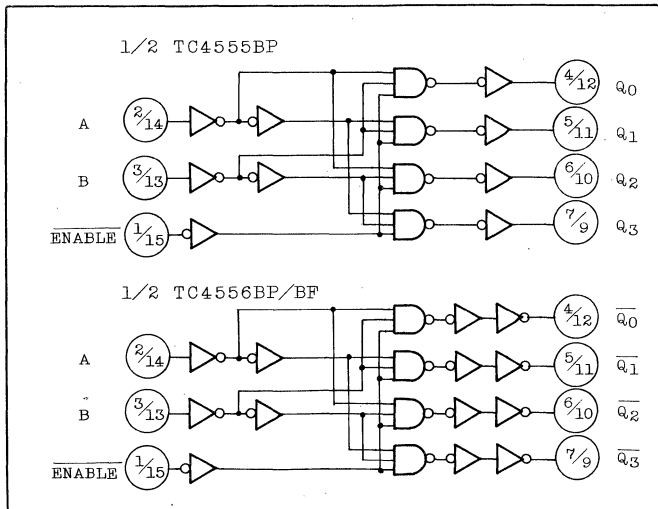 1/2 TC4555BP
4/12 Q0
A 2/14
5/11 Q1
B 3/13
6/10 Q2
ENABLE 1/15
7/9 Q3
1/2 TC4556BP/BF
4/12 Q0
A 2/14
5/11 Q1
B 3/13
6/10 Q2
ENABLE 1/15
7/9 Q3